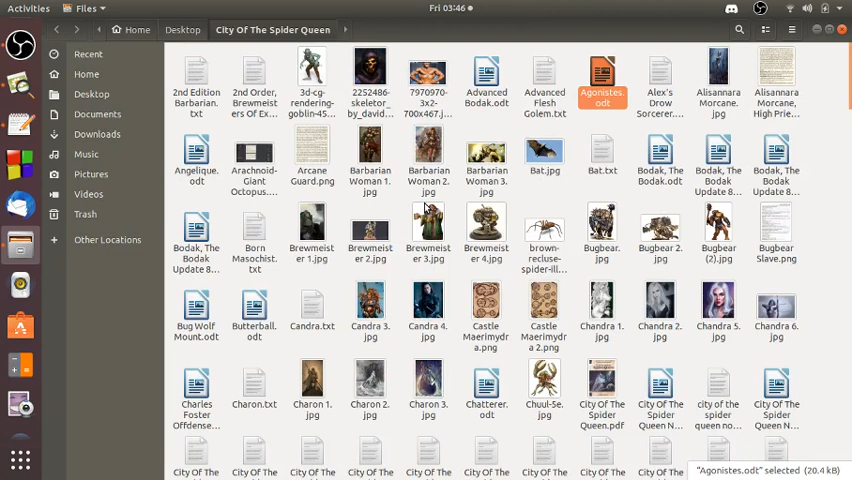 Activities Files Fri 03:46
Home Desktop City Of The Spider Queen
Recent
Home
Desktop
Documents
Downloads
Music
Pictures
Videos
Trash
Other Locations
2nd Edition Barbarian.txt
2nd Order, Brewmeisters Of Ex...
3d-cg-rendering-goblin-45...
2252486-skeletor_by_david...
7970970-3x2-700x467.j...
Advanced Bodak.odt
Advanced Flesh Golem.txt
Agonistes.odt
Alex's Drow Sorcerer....
Alisannara Morcane.jpg
Alisannara Morcane, High Prie...
Angelique.odt
Arachnoid-Giant Octopus....
Arcane Guard.png
Barbarian Woman 1.jpg
Barbarian Woman 2.jpg
Barbarian Woman 3.jpg
Bat.jpg
Bat.txt
Bodak, The Bodak.odt
Bodak, The Bodak Update 8...
Bodak, The Bodak Update 8...
Bodak, The Bodak Update 8...
Born Masochist.txt
Brewmeister 1.jpg
Brewmeister 2.jpg
Brewmeister 3.jpg
Brewmeister 4.jpg
brown-recluse-spider-ill...
Bugbear.jpg
Bugbear 2.jpg
Bugbear (2).jpg
Bugbear Slave.png
Bug Wolf Mount.odt
Butterball.odt
Candra.txt
Candra 3.jpg
Candra 4.jpg
Castle Maerimydra.png
Castle Maerimydra 2.png
Chandra 1.jpg
Chandra 2.jpg
Chandra 5.jpg
Chandra 6.jpg
Charles Foster Offdense...
Charon.txt
Charon 1.jpg
Charon 2.jpg
Charon 3.jpg
Chatterer.odt
Chuul-5e.jpg
City Of The Spider Queen.pdf
City Of The Spider Queen N...
city of the spider queen no...
City Of The Spider Queen N...
City Of The
City Of The
City Of The
City Of The
City Of The
City Of The
City Of The
City Of The
City Of The
"Agonistes.odt" selected (20.4 kB)